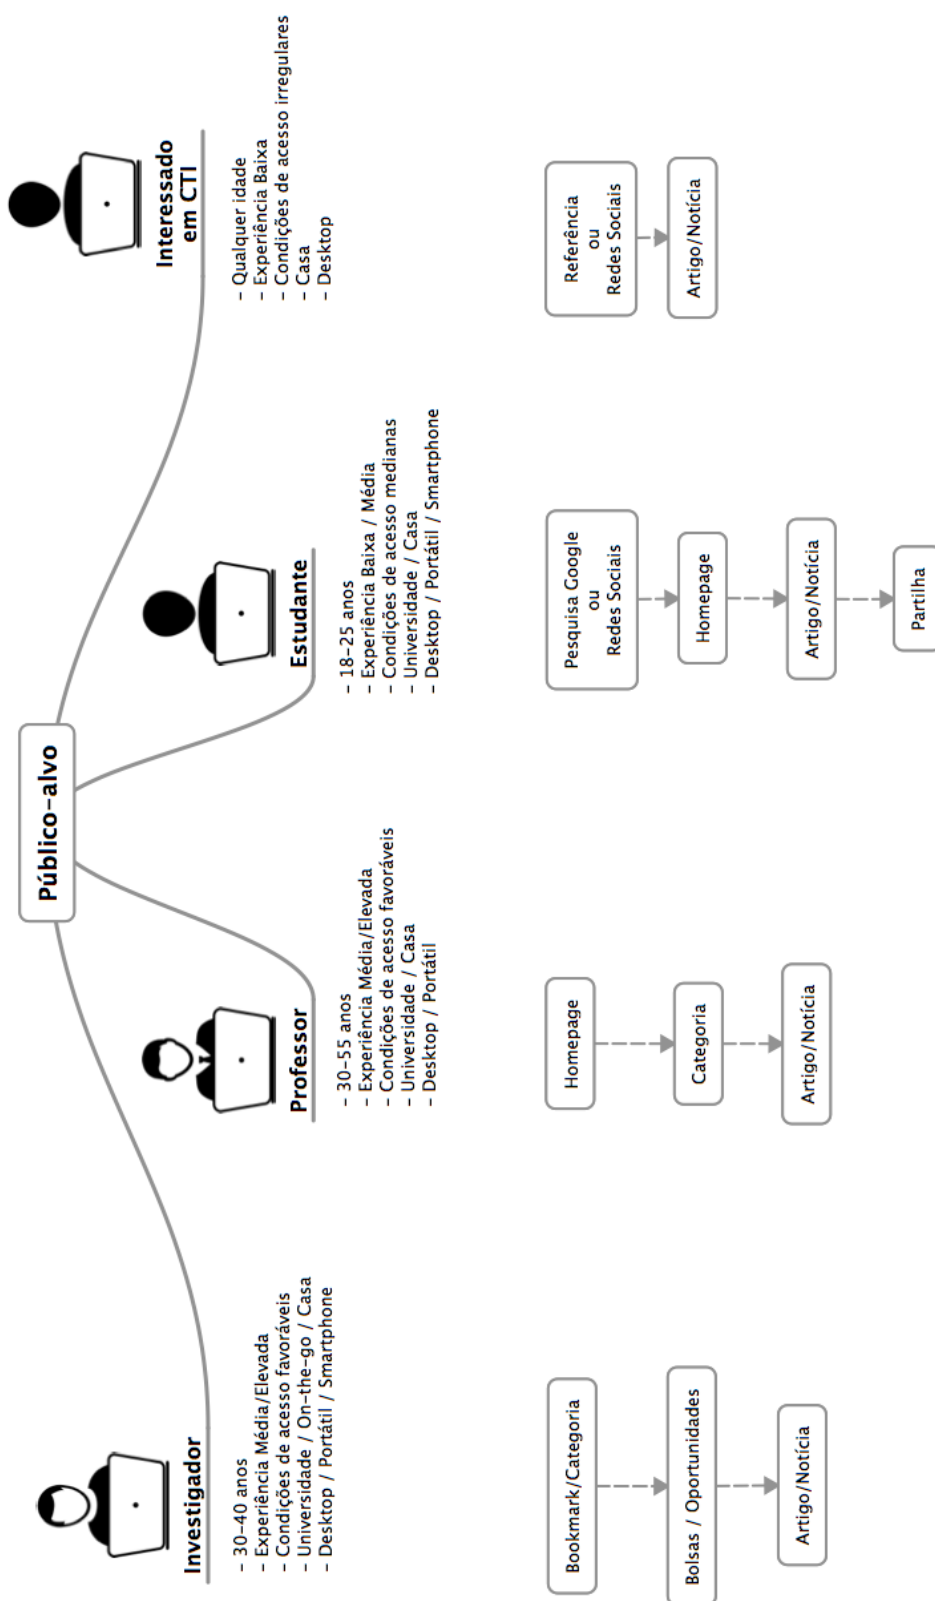 Público-alvo
Investigador
– 30-40 anos
– Experiência Média/Elevada
– Condições de acesso favoráveis
– Universidade / On-the-go / Casa
– Desktop / Portátil / Smartphone
Bookmark/Categoria
Bolsas / Oportunidades
Artigo/Notícia
Professor
– 30-55 anos
– Experiência Média/Elevada
– Condições de acesso favoráveis
– Universidade / Casa
– Desktop / Portátil
Homepage
Categoria
Artigo/Notícia
Estudante
– 18-25 anos
– Experiência Baixa / Média
– Condições de acesso medianas
– Universidade / Casa
– Desktop / Portátil / Smartphone
Pesquisa Google
ou
Redes Sociais
Homepage
Artigo/Notícia
Partilha
Interessado
em CTI
– Qualquer idade
– Experiência Baixa
– Condições de acesso irregulares
– Casa
– Desktop
Referência
ou
Redes Sociais
Artigo/Notícia